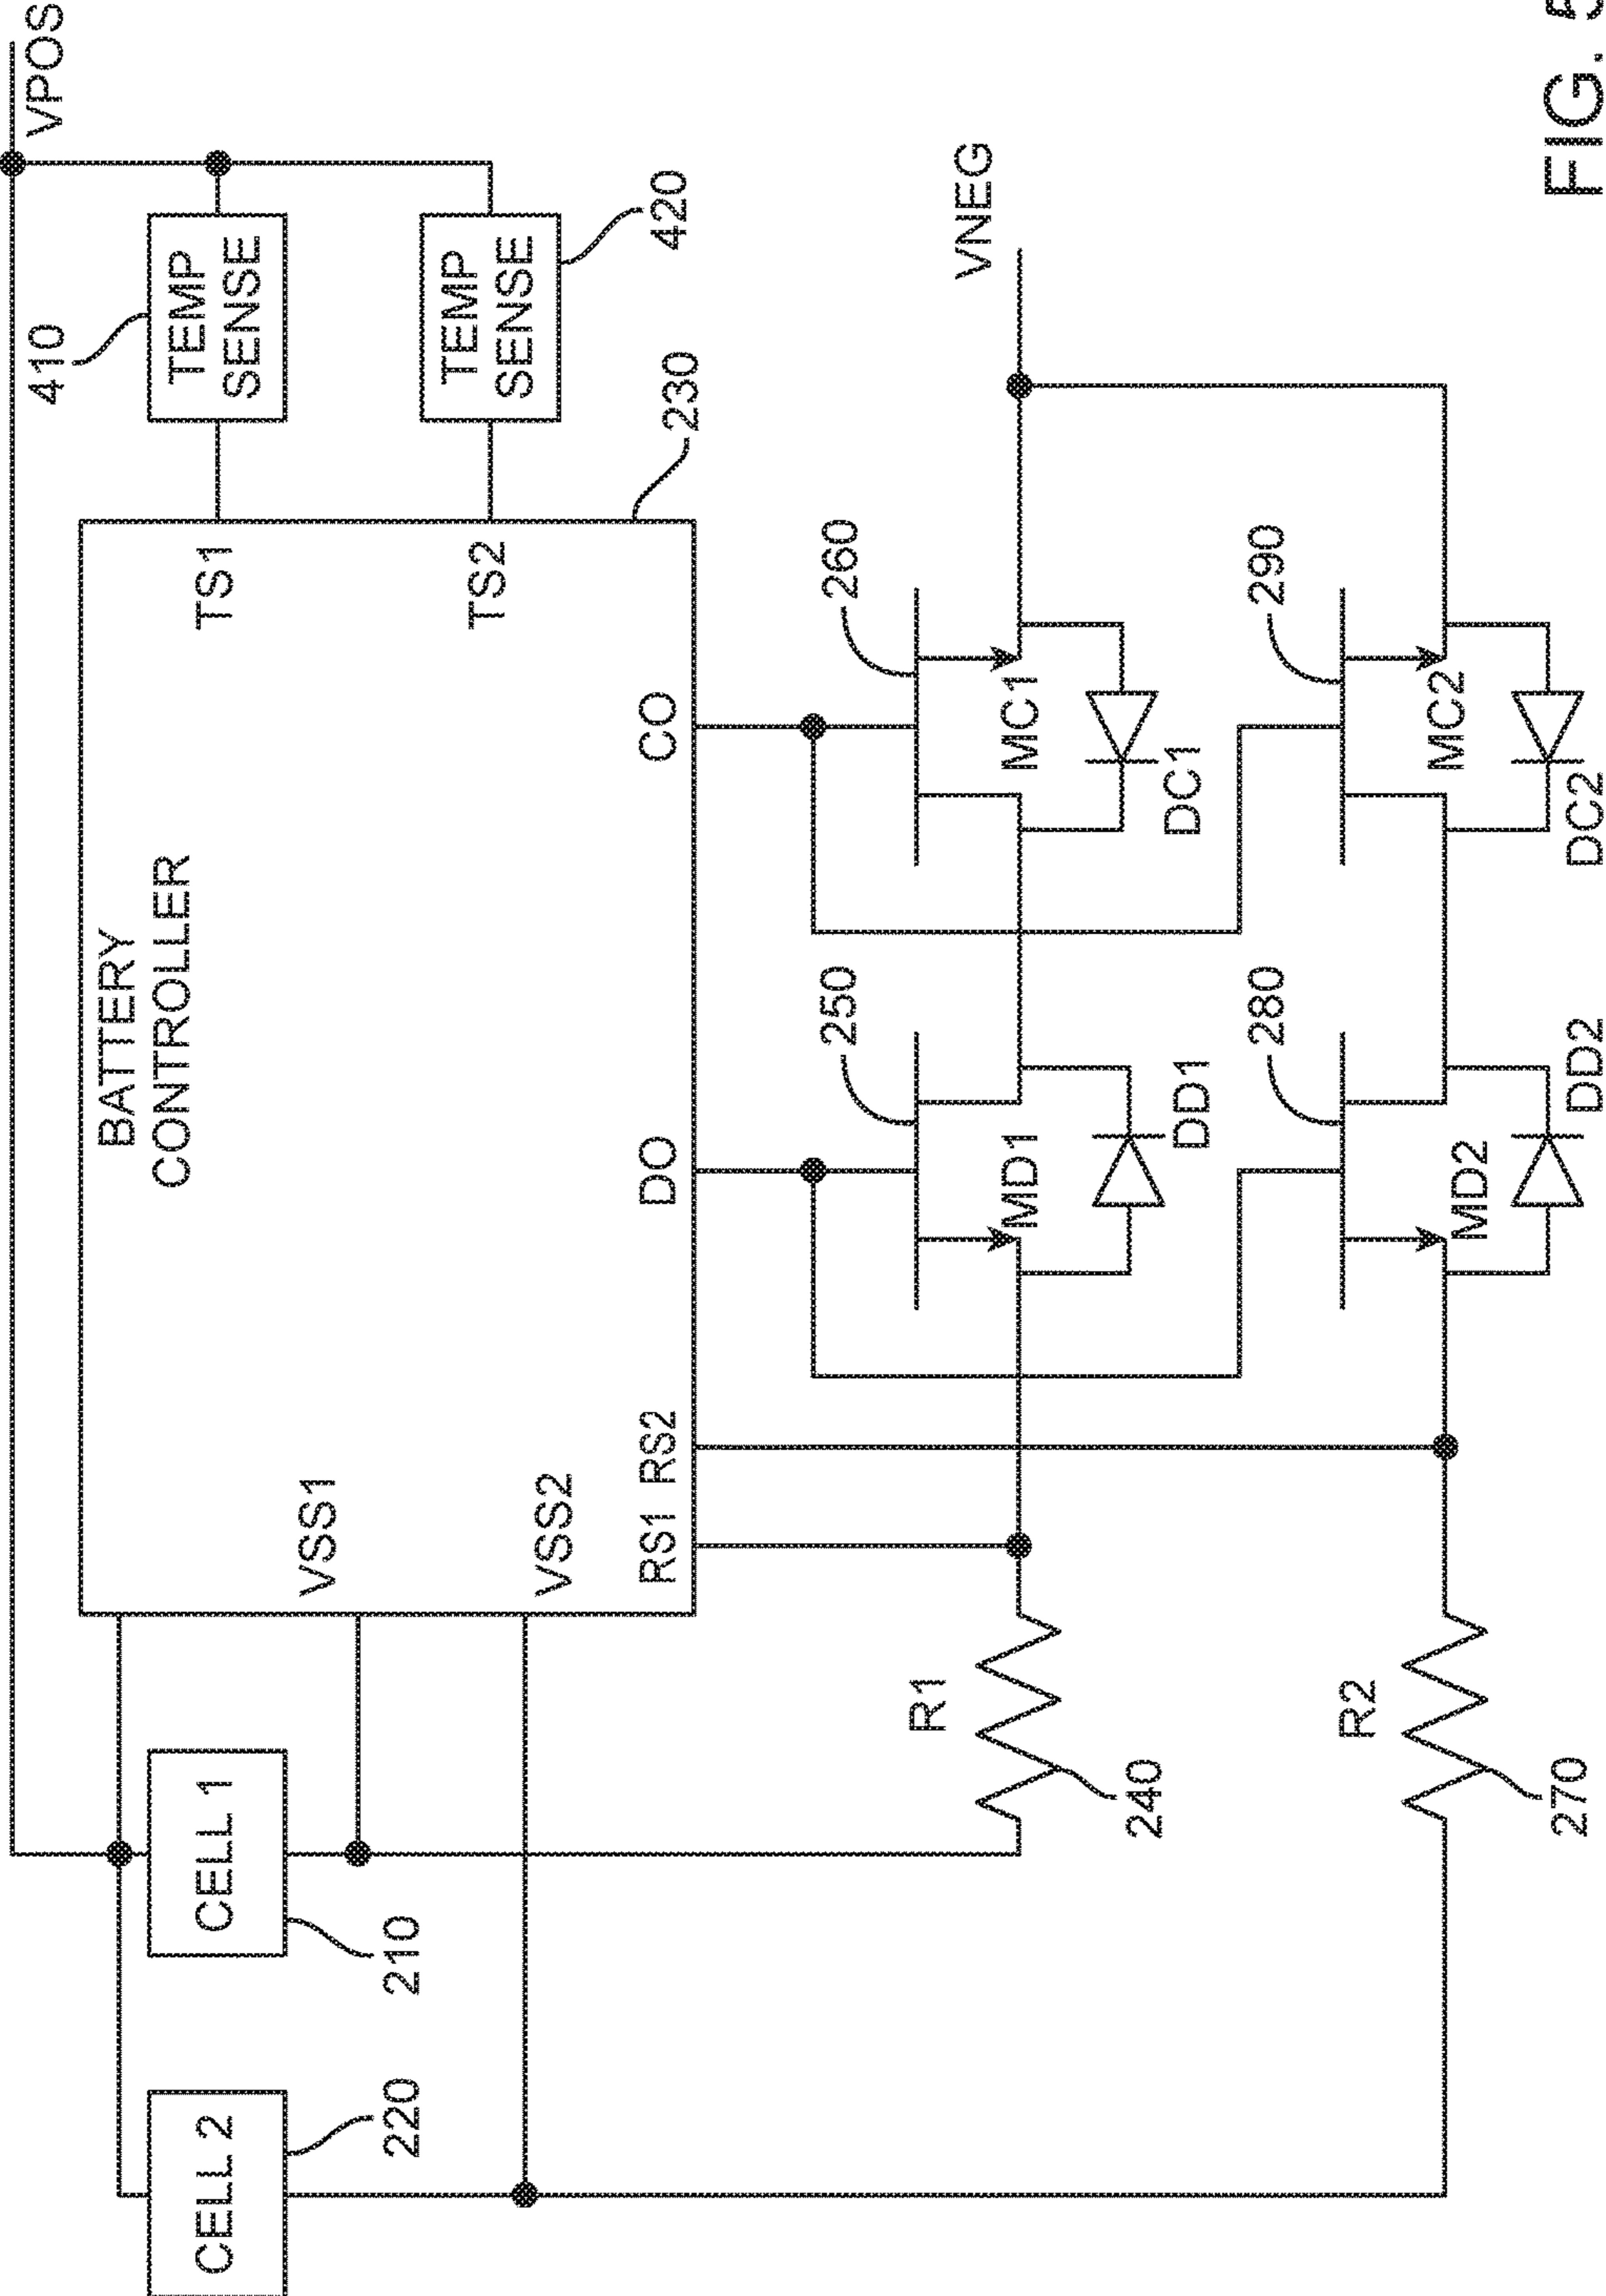 VPOS
410
TEMP
SENSE
TEMP
SENSE
420
BATTERY
CONTROLLER
TS1
TS2
230
VSS1
VSS2
RS1
RS2
DO
CO
CELL 1
210
CELL 2
220
VNEG
250
260
MD1
DD1
MC1
DC1
R1
240
280
290
MD2
DD2
MC2
DC2
R2
270
FIG. 5